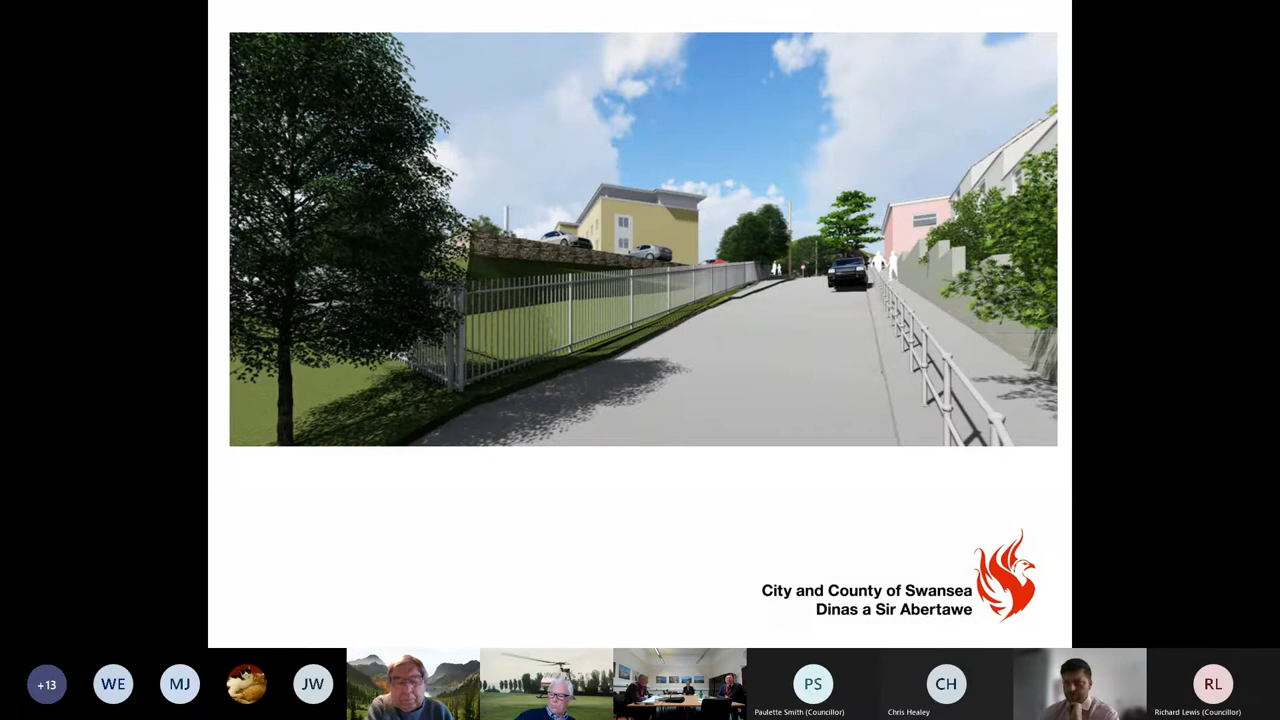 City and County of Swansea
Dinas a Sir Abertawe
+13
WE
MJ
JW
PS
Paulette Smith (Councillor)
CH
Chris Healey
RL
Richard Lewis (Councillor)